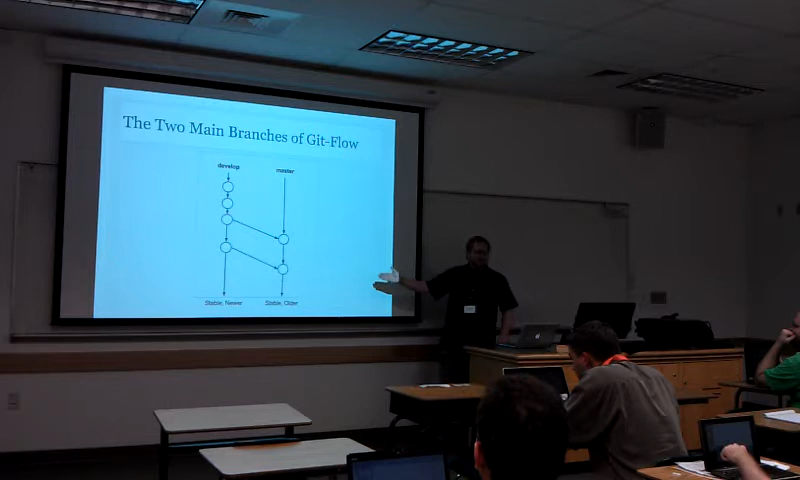 The Two Main Branches of Git-Flow
develop
master
Stable, Newer
Stable, Older